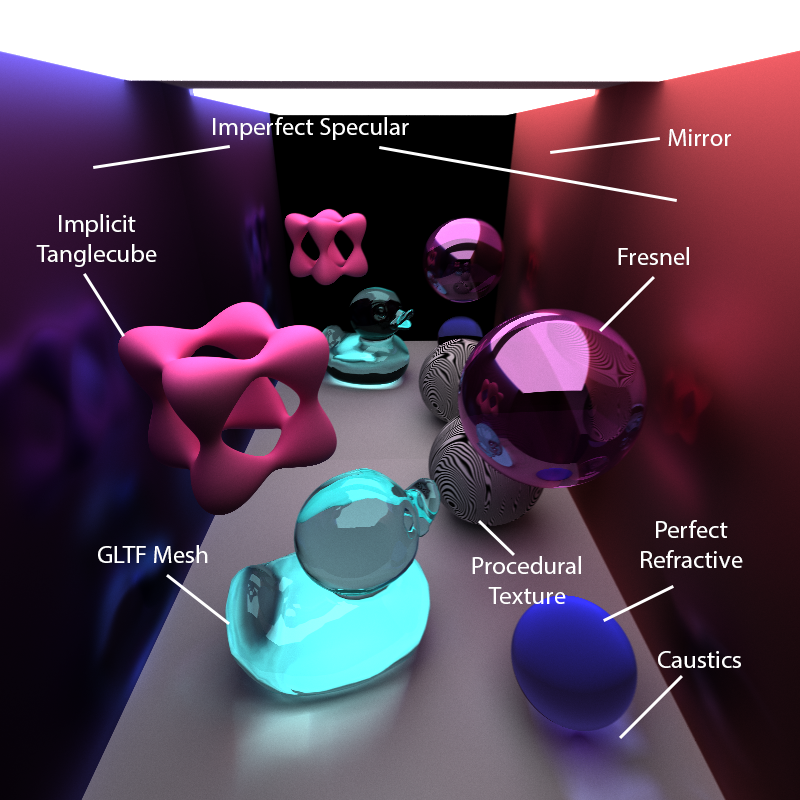 Imperfect Specular
Mirror
Implicit
Tanglecube
Fresnel
GLTF Mesh
Procedural
Texture
Perfect
Refractive
Caustics